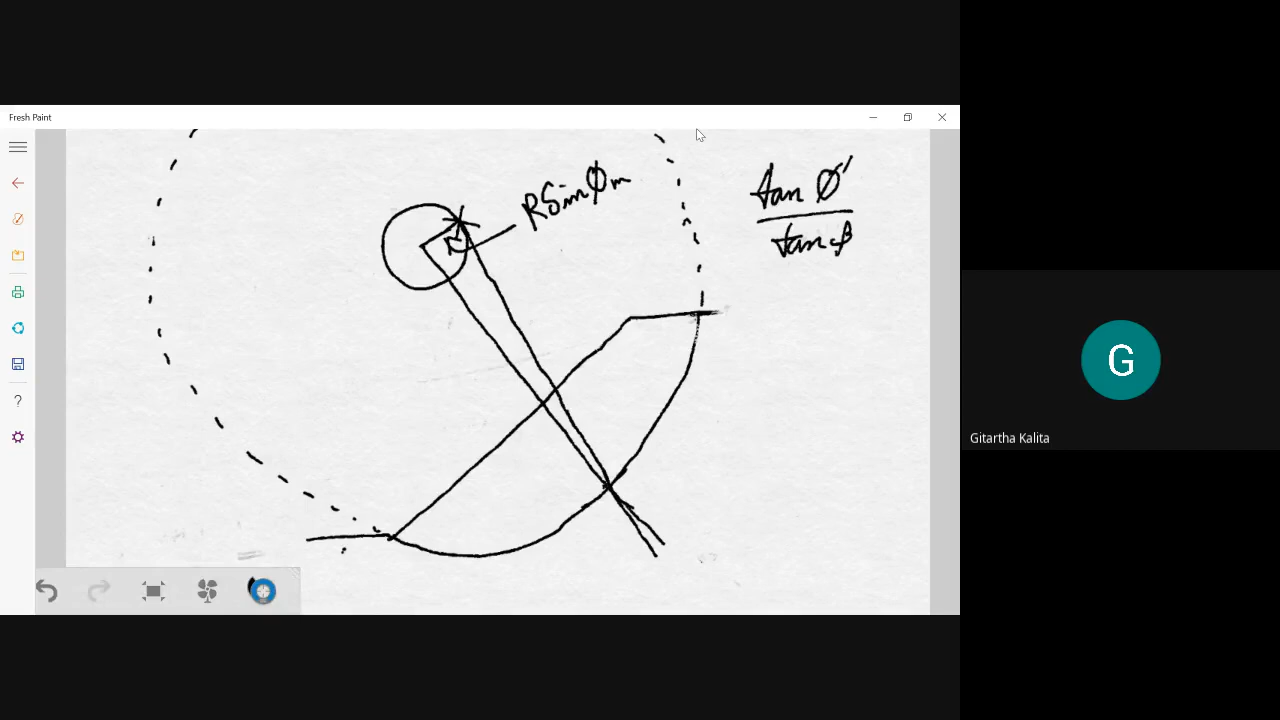 Fresh Paint
R Sin φm
tan φ'
tan β
?
G
Gitartha Kalita